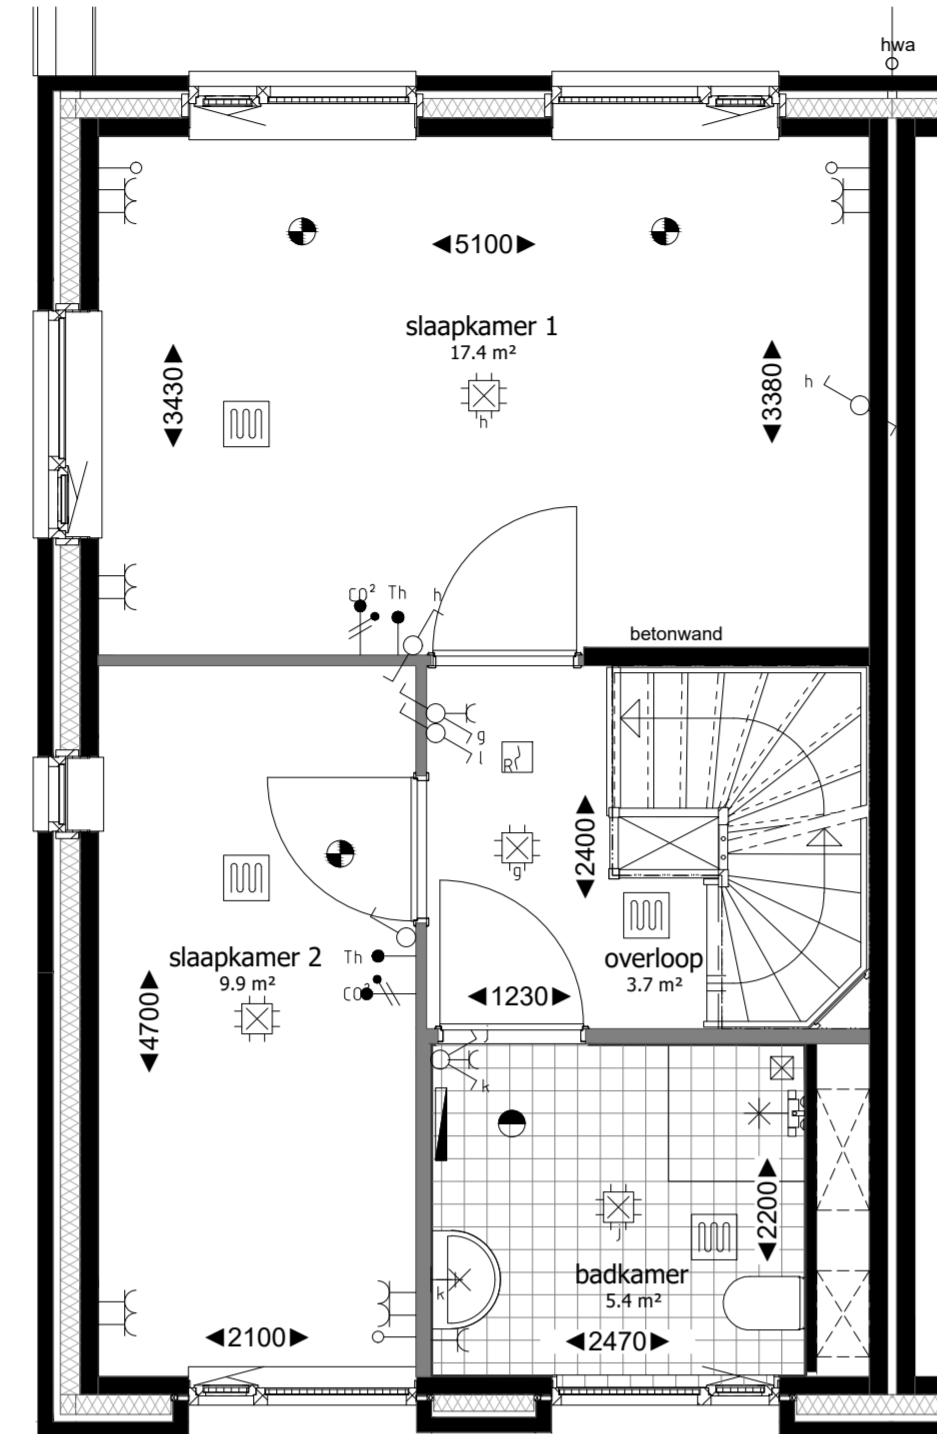 hwa
5100
slaapkamer 1
17.4 m²
3430
3380
h
h
CO²
Th
h
betonwand
g
l
R
g
2400
slaapkamer 2
9.9 m²
Th
CO²
overloop
3.7 m²
1230
4700
j
k
2200
j
badkamer
5.4 m²
k
2100
2470